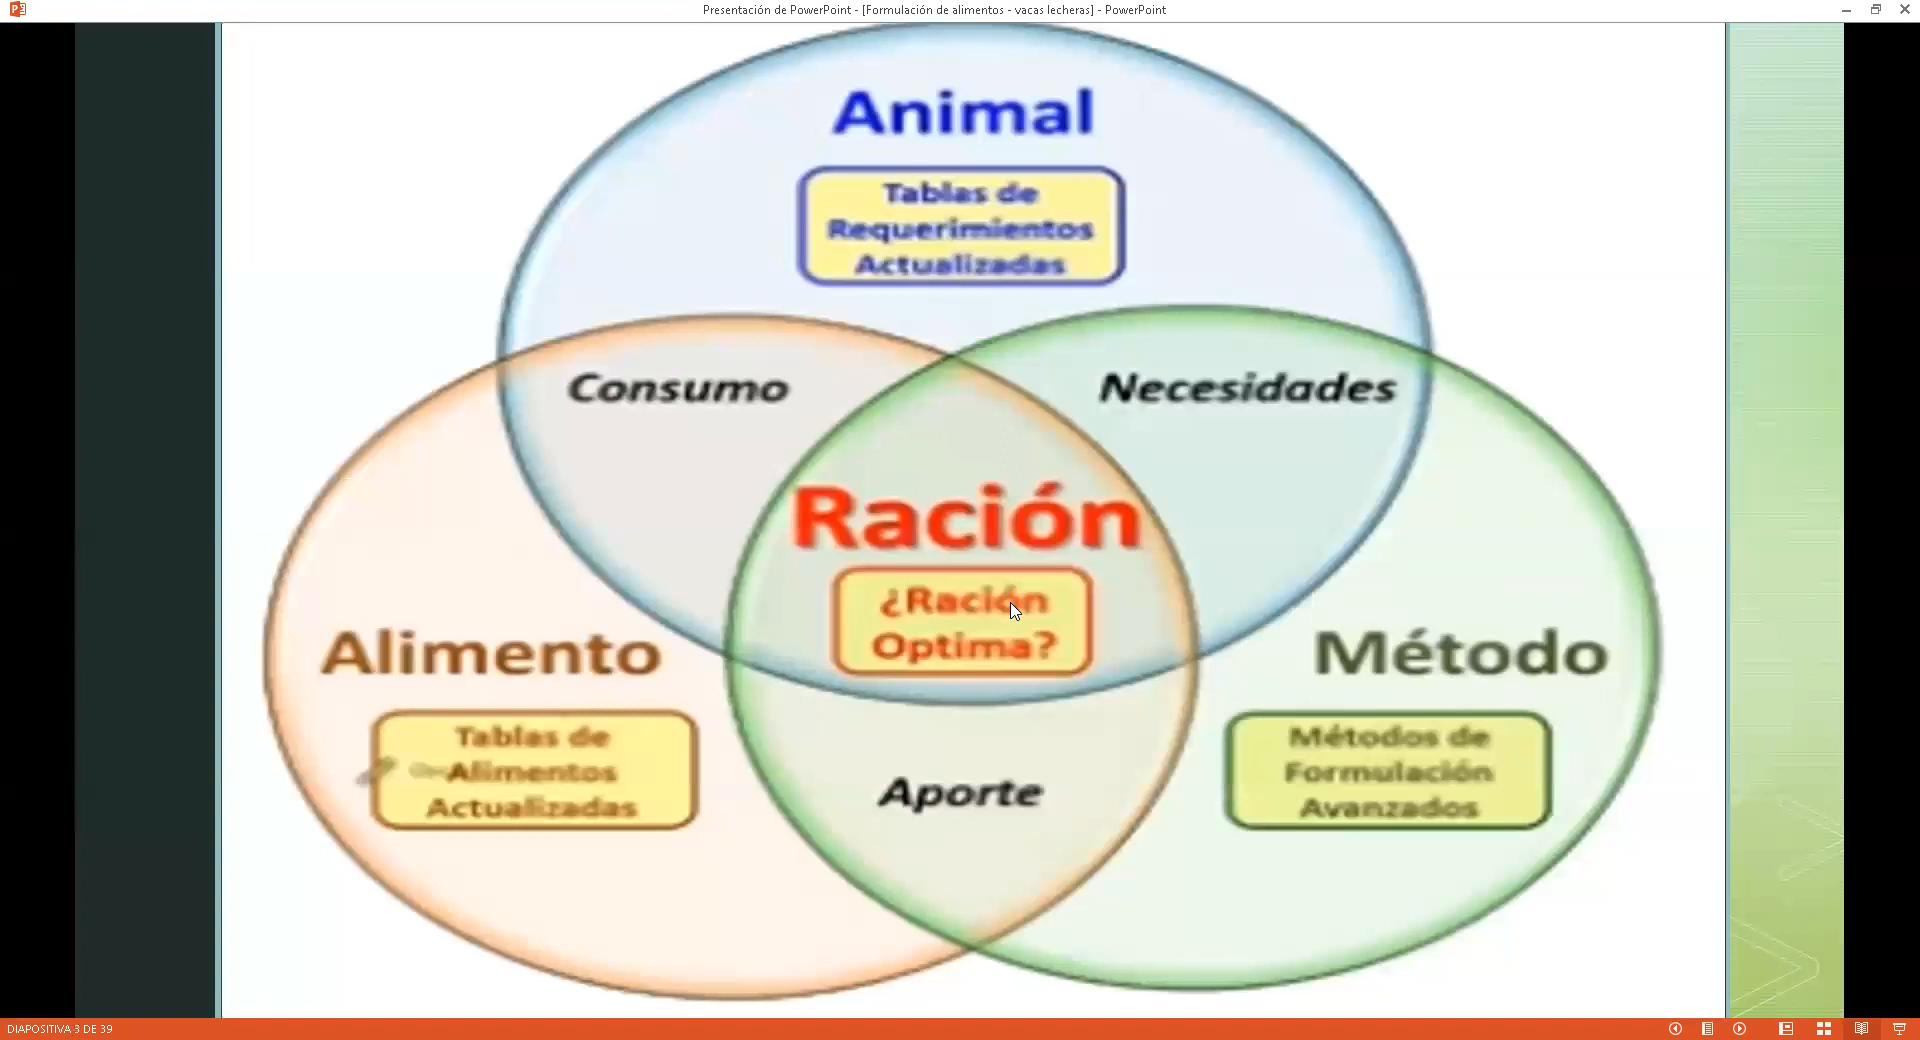 Presentación de PowerPoint - [Formulación de alimentos - vacas lecheras] - PowerPoint
Animal
Tablas de
Requerimientos
Actualizadas
Consumo
Necesidades
Ración
¿Ración
Optima?
Alimento
Método
Tablas de
Alimentos
Actualizadas
Aporte
Métodos de
Formulación
Avanzados
DIAPOSITIVA 3 DE 39